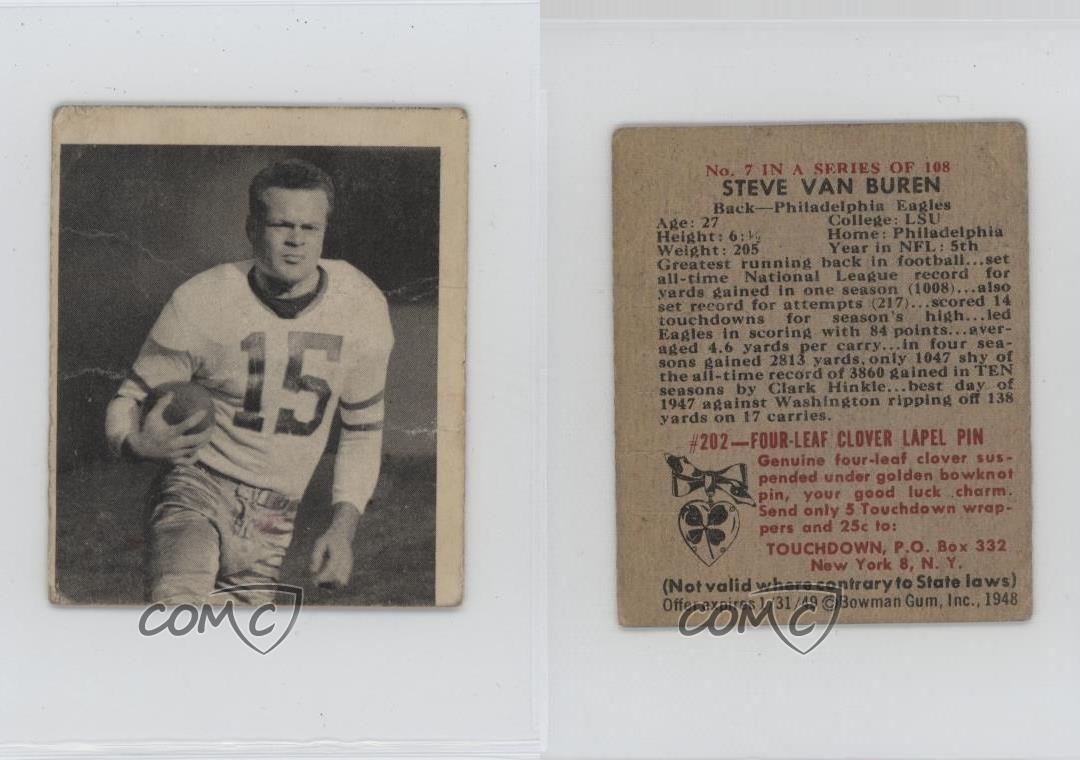 15
COMC
No. 7 IN A SERIES OF 108
STEVE VAN BUREN
Back—Philadelphia Eagles
Age: 27 College: LSU
Height: 6:½ Home: Philadelphia
Weight: 205 Year in NFL: 5th
Greatest running back in football...set
all-time National League record for
yards gained in one season (1008)...also
set record for attempts (217)...scored 14
touchdowns for season's high...led
Eagles in scoring with 84 points...aver-
aged 4.6 yards per carry...in four sea-
sons gained 2813 yards, only 1047 shy of
the all-time record of 3860 gained in TEN
seasons by Clark Hinkle...best day of
1947 against Washington ripping off 138
yards on 17 carries.
#202—FOUR-LEAF CLOVER LAPEL PIN
Genuine four-leaf clover sus-
pended under golden bowknot
pin, your good luck charm.
Send only 5 Touchdown wrap-
pers and 25c to:
TOUCHDOWN, P.O. Box 332
New York 8, N. Y.
(Not valid where contrary to State laws)
Offer expires 1/31/49 © Bowman Gum, Inc., 1948
COMC